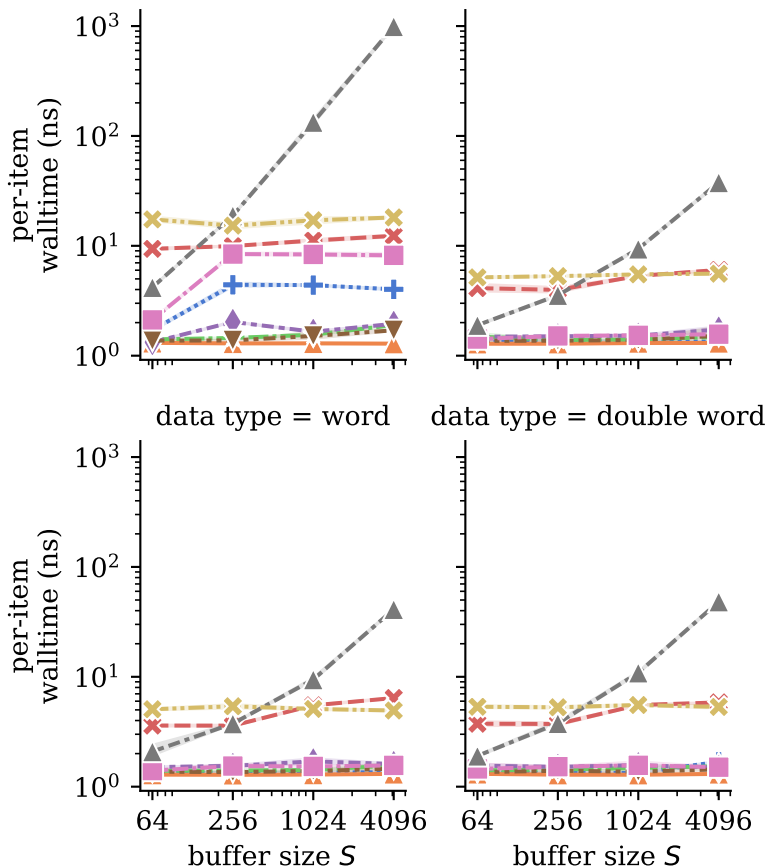 per-item
walltime (ns)
10³
10²
10¹
10⁰
data type = word
data type = double word
per-item
walltime (ns)
10³
10²
10¹
10⁰
64 256 1024 4096
64 256 1024 4096
buffer size S
buffer size S